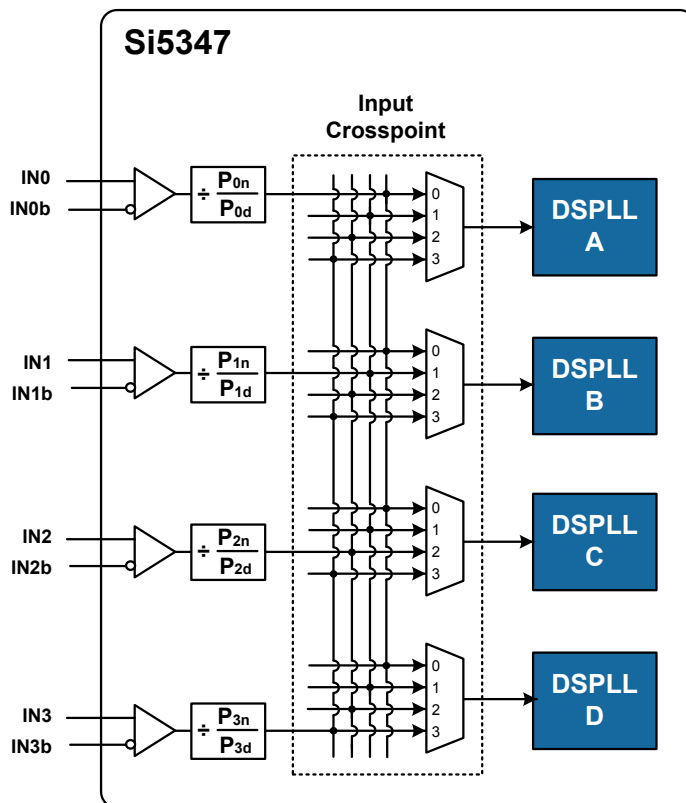 Si5347
Input
Crosspoint
IN0
IN0b
÷ P0n
P0d
0
1
2
3
DSPLL
A
IN1
IN1b
÷ P1n
P1d
0
1
2
3
DSPLL
B
IN2
IN2b
÷ P2n
P2d
0
1
2
3
DSPLL
C
IN3
IN3b
÷ P3n
P3d
0
1
2
3
DSPLL
D